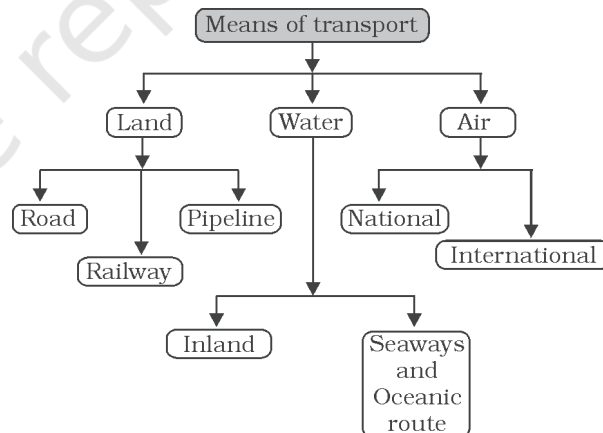 Means of transport
Land
Water
Air
Road
Pipeline
National
Railway
International
Inland
Seaways
and
Oceanic
route